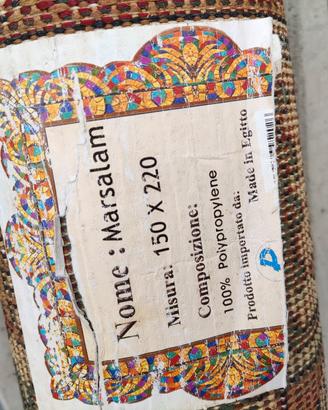 Nome : Marsalam
Misura: 150 X 220
Composizione:
100% Polypropylene
Prodotto importato da:
Made in Egitto